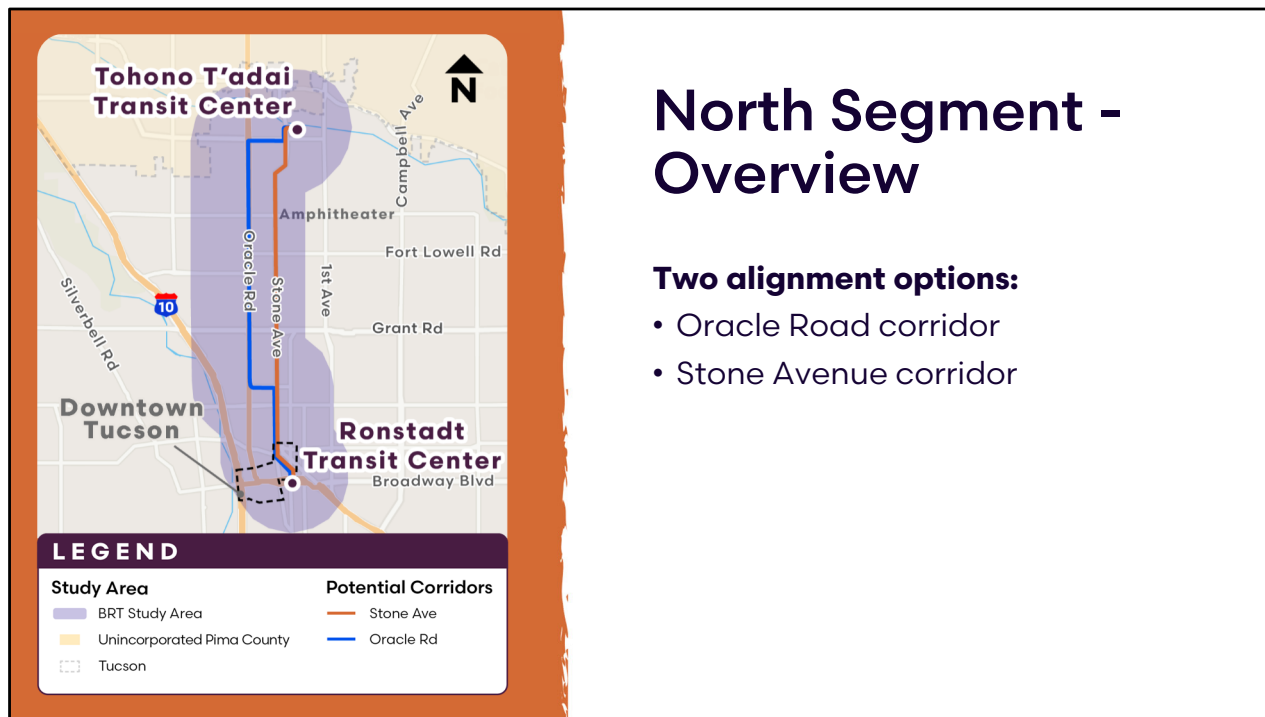 Tohono T'adai
Transit Center
N
Campbell Ave
Amphitheater
Fort Lowell Rd
Oracle Rd
Stone Ave
1st Ave
10
Silverbell Rd
Grant Rd
Downtown
Tucson
Ronstadt
Transit Center
Broadway Blvd
LEGEND
Study Area
BRT Study Area
Unincorporated Pima County
Tucson
Potential Corridors
Stone Ave
Oracle Rd
North Segment -
Overview
Two alignment options:
• Oracle Road corridor
• Stone Avenue corridor